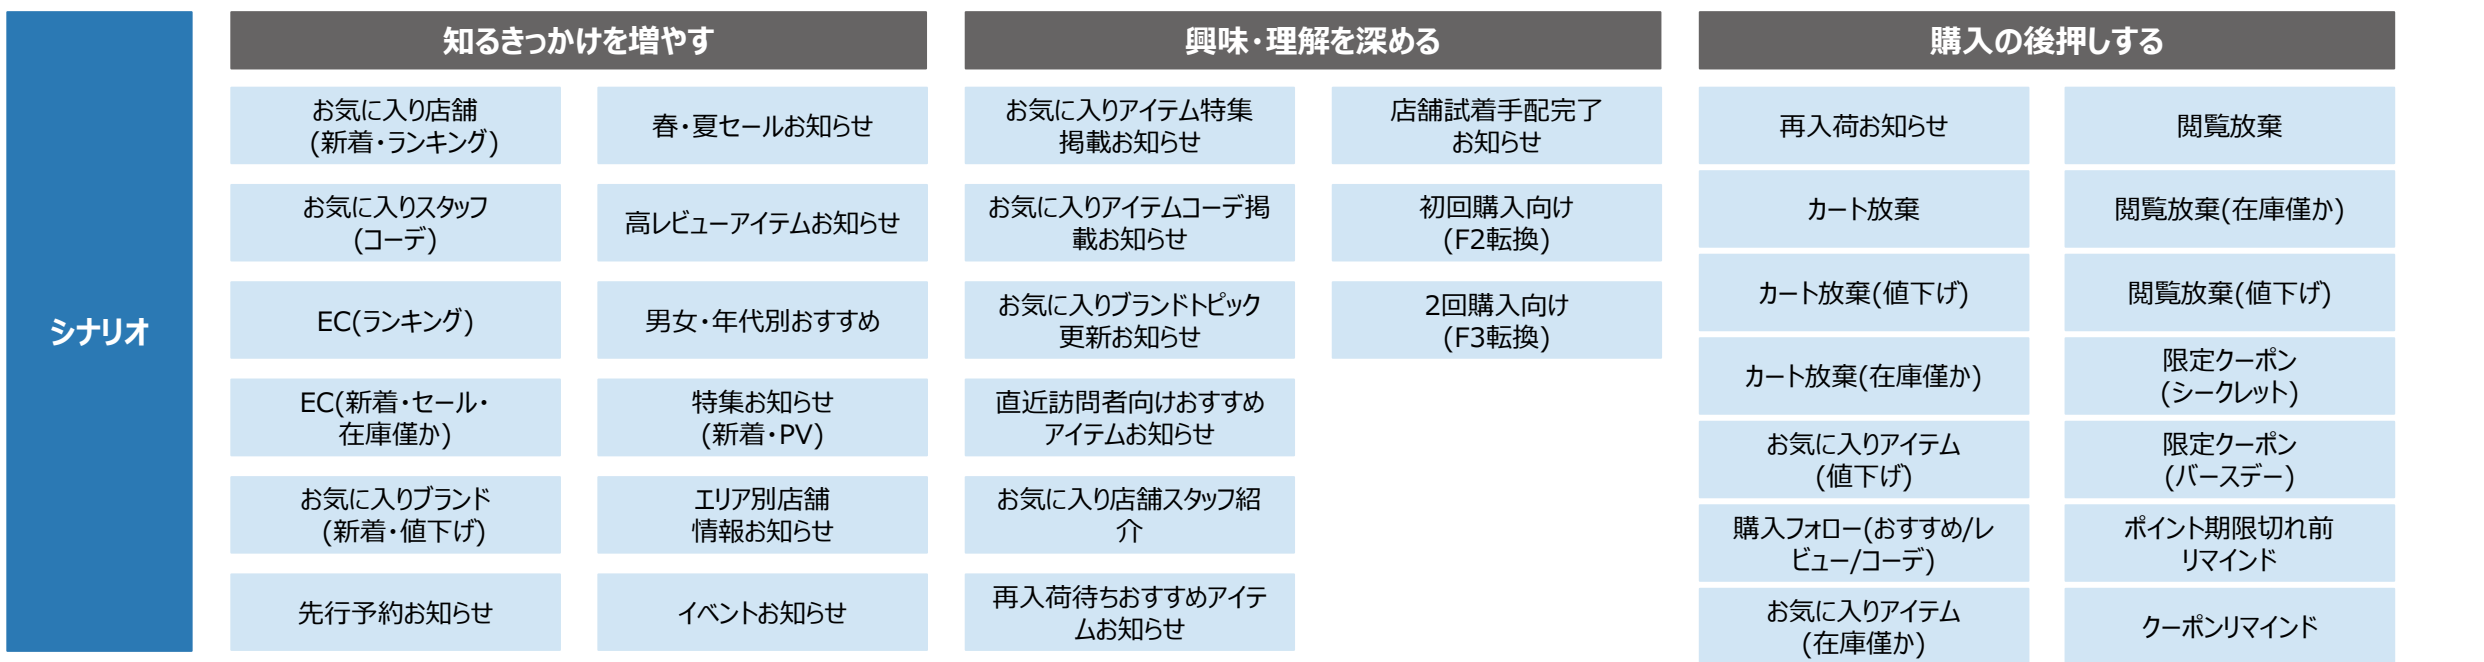 シナリオ
知るきっかけを増やす
お気に入り店舗
(新着・ランキング)
春・夏セールお知らせ
お気に入りスタッフ
(コーデ)
高レビューアイテムお知らせ
EC(ランキング)
男女・年代別おすすめ
EC(新着・セール・
在庫僅か)
特集お知らせ
(新着・PV)
お気に入りブランド
(新着・値下げ)
エリア別店舗
情報お知らせ
先行予約お知らせ
イベントお知らせ
興味・理解を深める
お気に入りアイテム特集
掲載お知らせ
店舗試着手配完了
お知らせ
お気に入りアイテムコーデ掲
載お知らせ
初回購入向け
(F2転換)
お気に入りブランドトピック
更新お知らせ
2回購入向け
(F3転換)
直近訪問者向けおすすめ
アイテムお知らせ
お気に入り店舗スタッフ紹
介
再入荷待ちおすすめアイテ
ムお知らせ
購入の後押しする
再入荷お知らせ
閲覧放棄
カート放棄
閲覧放棄(在庫僅か)
カート放棄(値下げ)
閲覧放棄(値下げ)
カート放棄(在庫僅か)
限定クーポン
(シークレット)
お気に入りアイテム
(値下げ)
限定クーポン
(バースデー)
購入フォロー(おすすめ/レ
ビュー/コーデ)
ポイント期限切れ前
リマインド
お気に入りアイテム
(在庫僅か)
クーポンリマインド